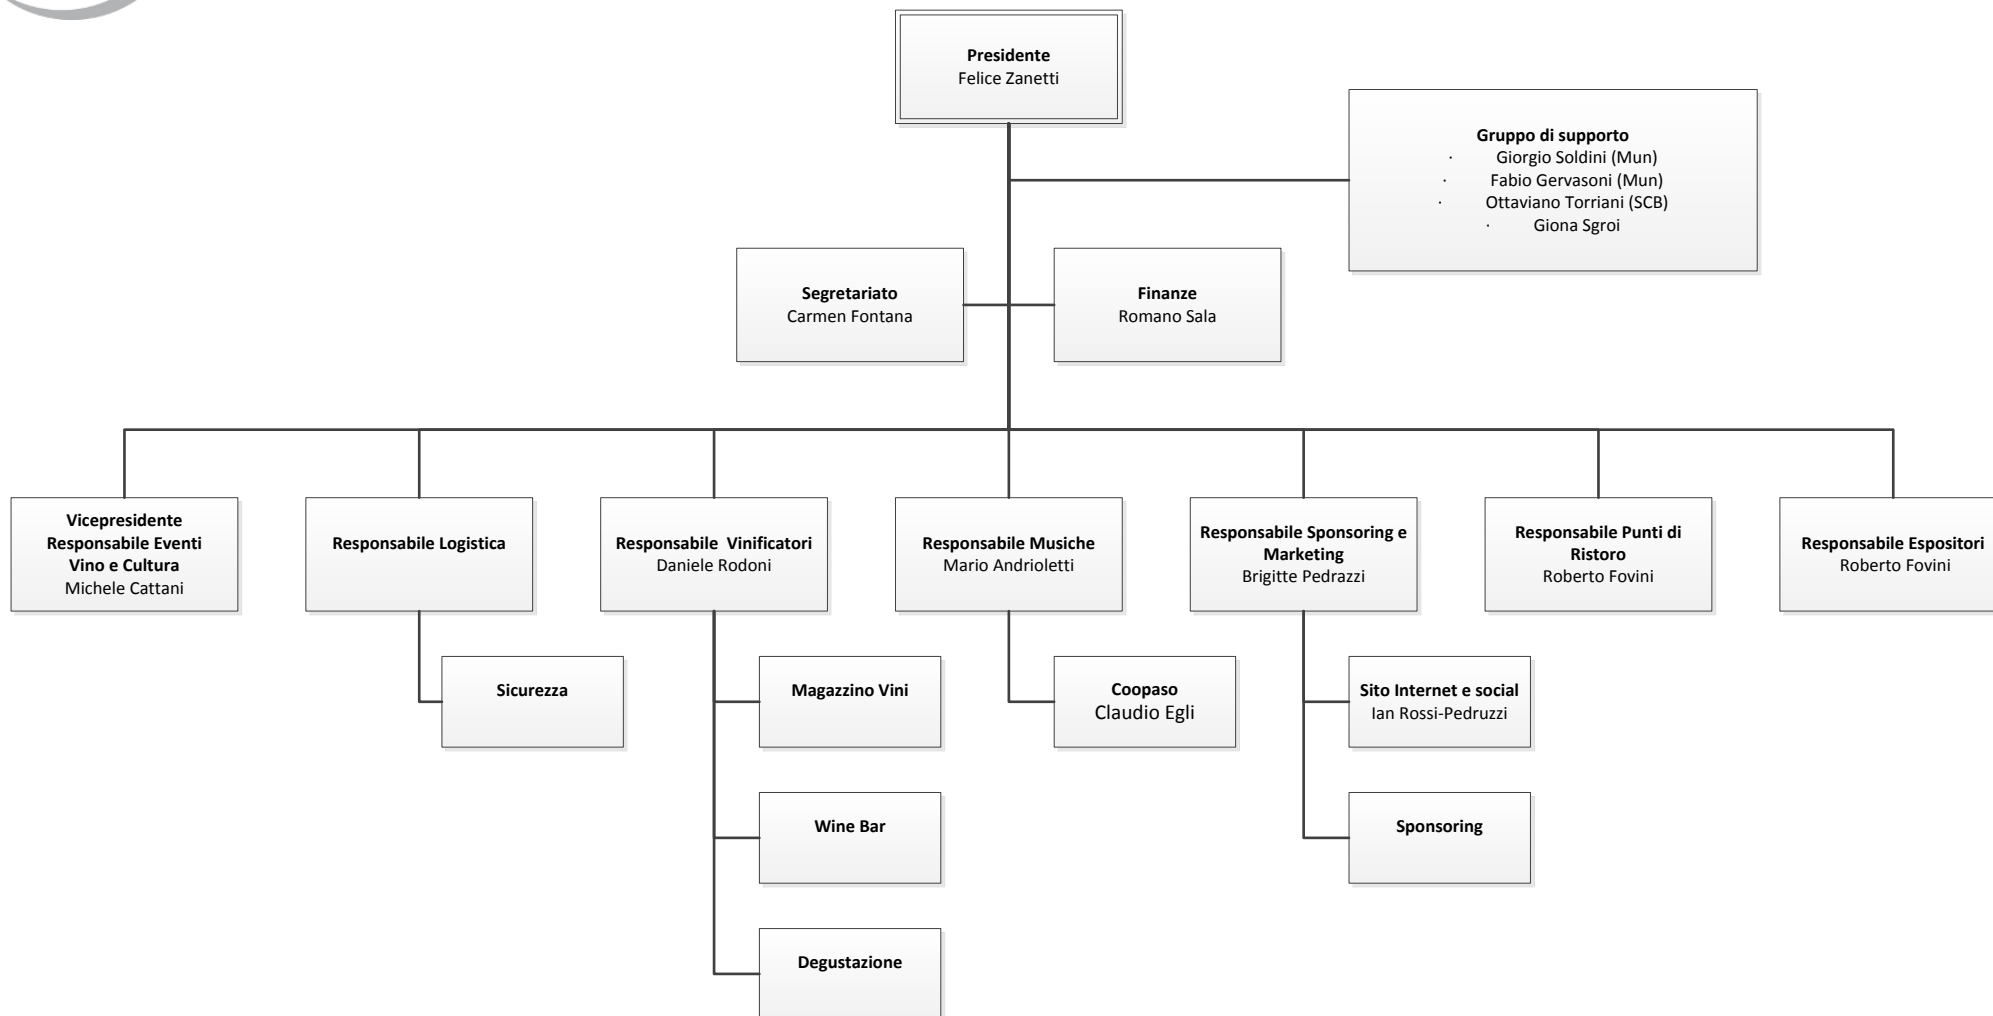 Presidente
Felice Zanetti
Gruppo di supporto
· Giorgio Soldini (Mun)
· Fabio Gervasoni (Mun)
· Ottaviano Torriani (SCB)
· Giona Sgroi
Segretariato
Carmen Fontana
Finanze
Romano Sala
Vicepresidente
Responsabile Eventi
Vino e Cultura
Michele Cattani
Responsabile Logistica
Responsabile Vinificatori
Daniele Rodoni
Responsabile Musiche
Mario Andrioletti
Responsabile Sponsoring e
Marketing
Brigitte Pedrazzi
Responsabile Punti di
Ristoro
Roberto Fovini
Responsabile Espositori
Roberto Fovini
Sicurezza
Magazzino Vini
Coopaso
Claudio Egli
Sito Internet e social
Ian Rossi-Pedruzzi
Wine Bar
Sponsoring
Degustazione